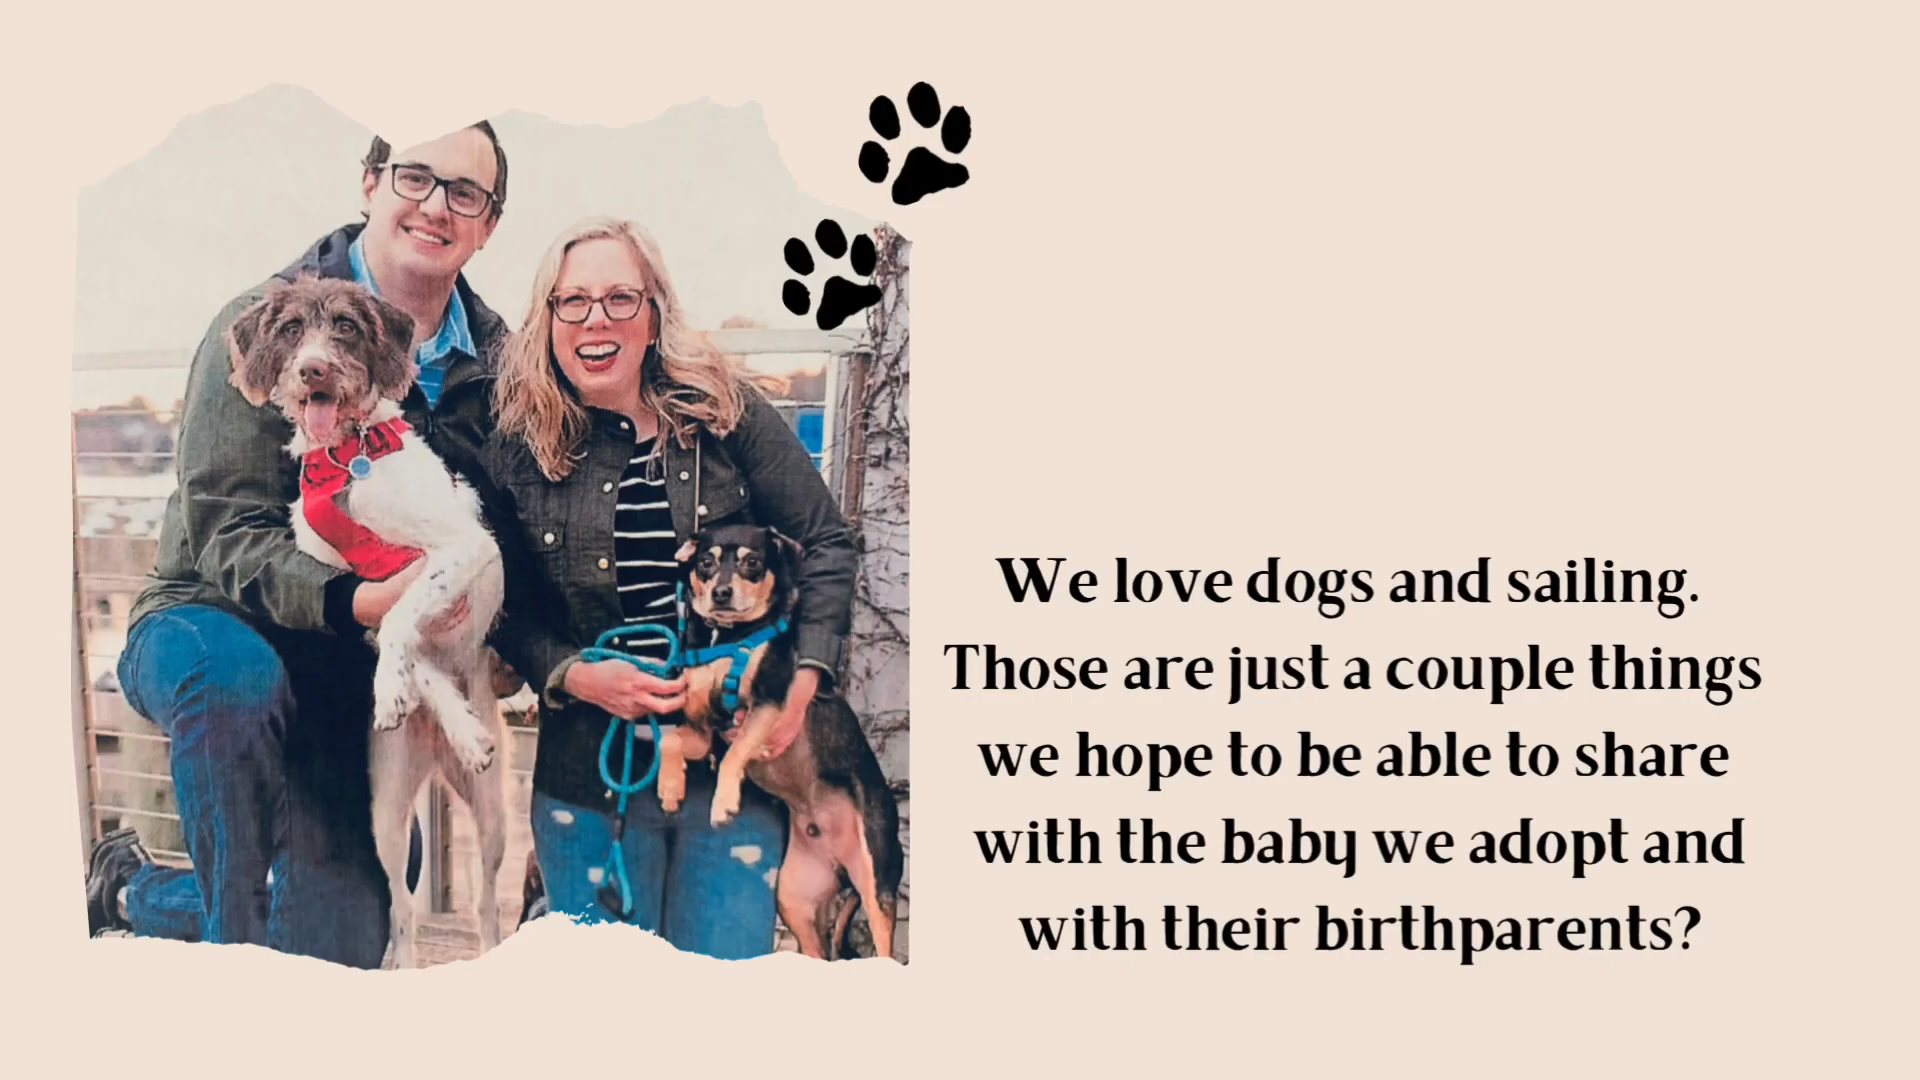 We love dogs and sailing.
Those are just a couple things
we hope to be able to share
with the baby we adopt and
with their birthparents?